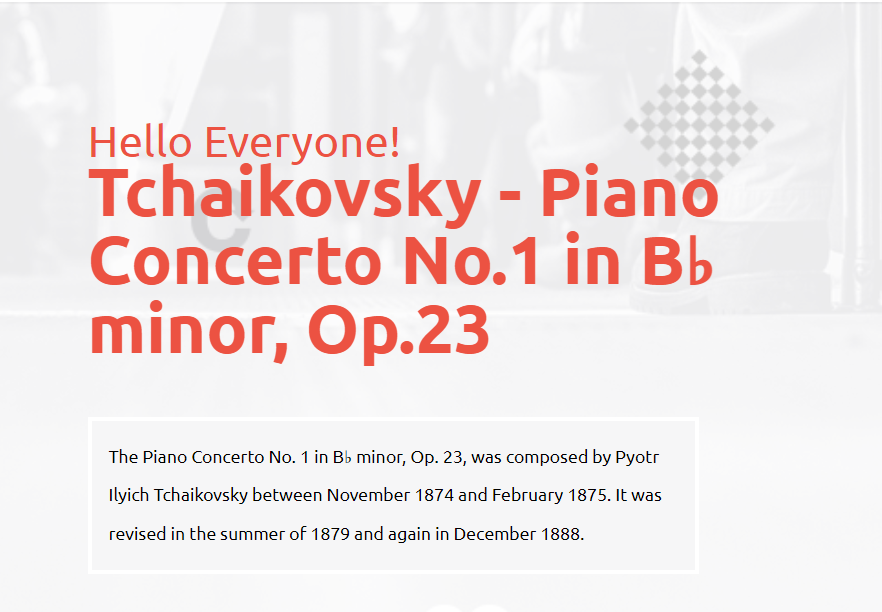 Hello Everyone!
Tchaikovsky - Piano
Concerto No.1 in B♭
minor, Op.23
The Piano Concerto No. 1 in B♭ minor, Op. 23, was composed by Pyotr
Ilyich Tchaikovsky between November 1874 and February 1875. It was
revised in the summer of 1879 and again in December 1888.